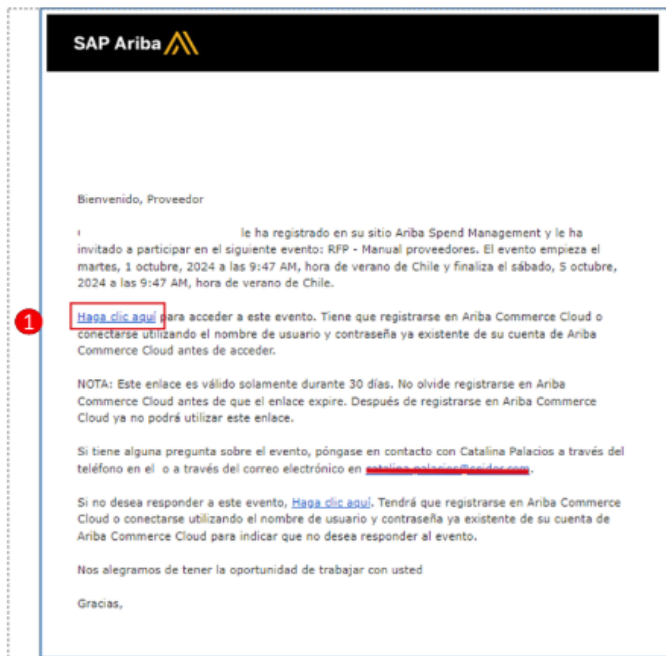 SAP Ariba
Bienvenido, Proveedor
le ha registrado en su sitio Ariba Spend Management y le ha
invitado a participar en el siguiente evento: RFP - Manual proveedores. El evento empieza el
martes, 1 octubre, 2024 a las 9:47 AM, hora de verano de Chile y finaliza el sábado, 5 octubre,
2024 a las 9:47 AM, hora de verano de Chile.
1
Haga clic aquí para acceder a este evento. Tiene que registrarse en Ariba Commerce Cloud o
conectarse utilizando el nombre de usuario y contraseña ya existente de su cuenta de Ariba
Commerce Cloud antes de acceder.
NOTA: Este enlace es válido solamente durante 30 días. No olvide registrarse en Ariba
Commerce Cloud antes de que el enlace expire. Después de registrarse en Ariba Commerce
Cloud ya no podrá utilizar este enlace.
Si tiene alguna pregunta sobre el evento, póngase en contacto con Catalina Palacios a través del
teléfono en el o a través del correo electrónico en
Si no desea responder a este evento, Haga clic aquí. Tendrá que registrarse en Ariba Commerce
Cloud o conectarse utilizando el nombre de usuario y contraseña ya existente de su cuenta de
Ariba Commerce Cloud para indicar que no desea responder al evento.
Nos alegramos de tener la oportunidad de trabajar con usted
Gracias,